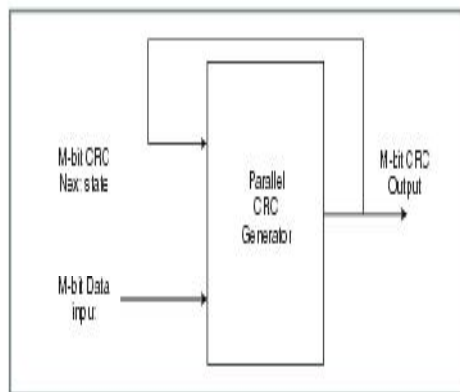 M-bit CRC
Next state
Parallel
CRC
Generator
M-bit CRC
Output
M-bit Data
input